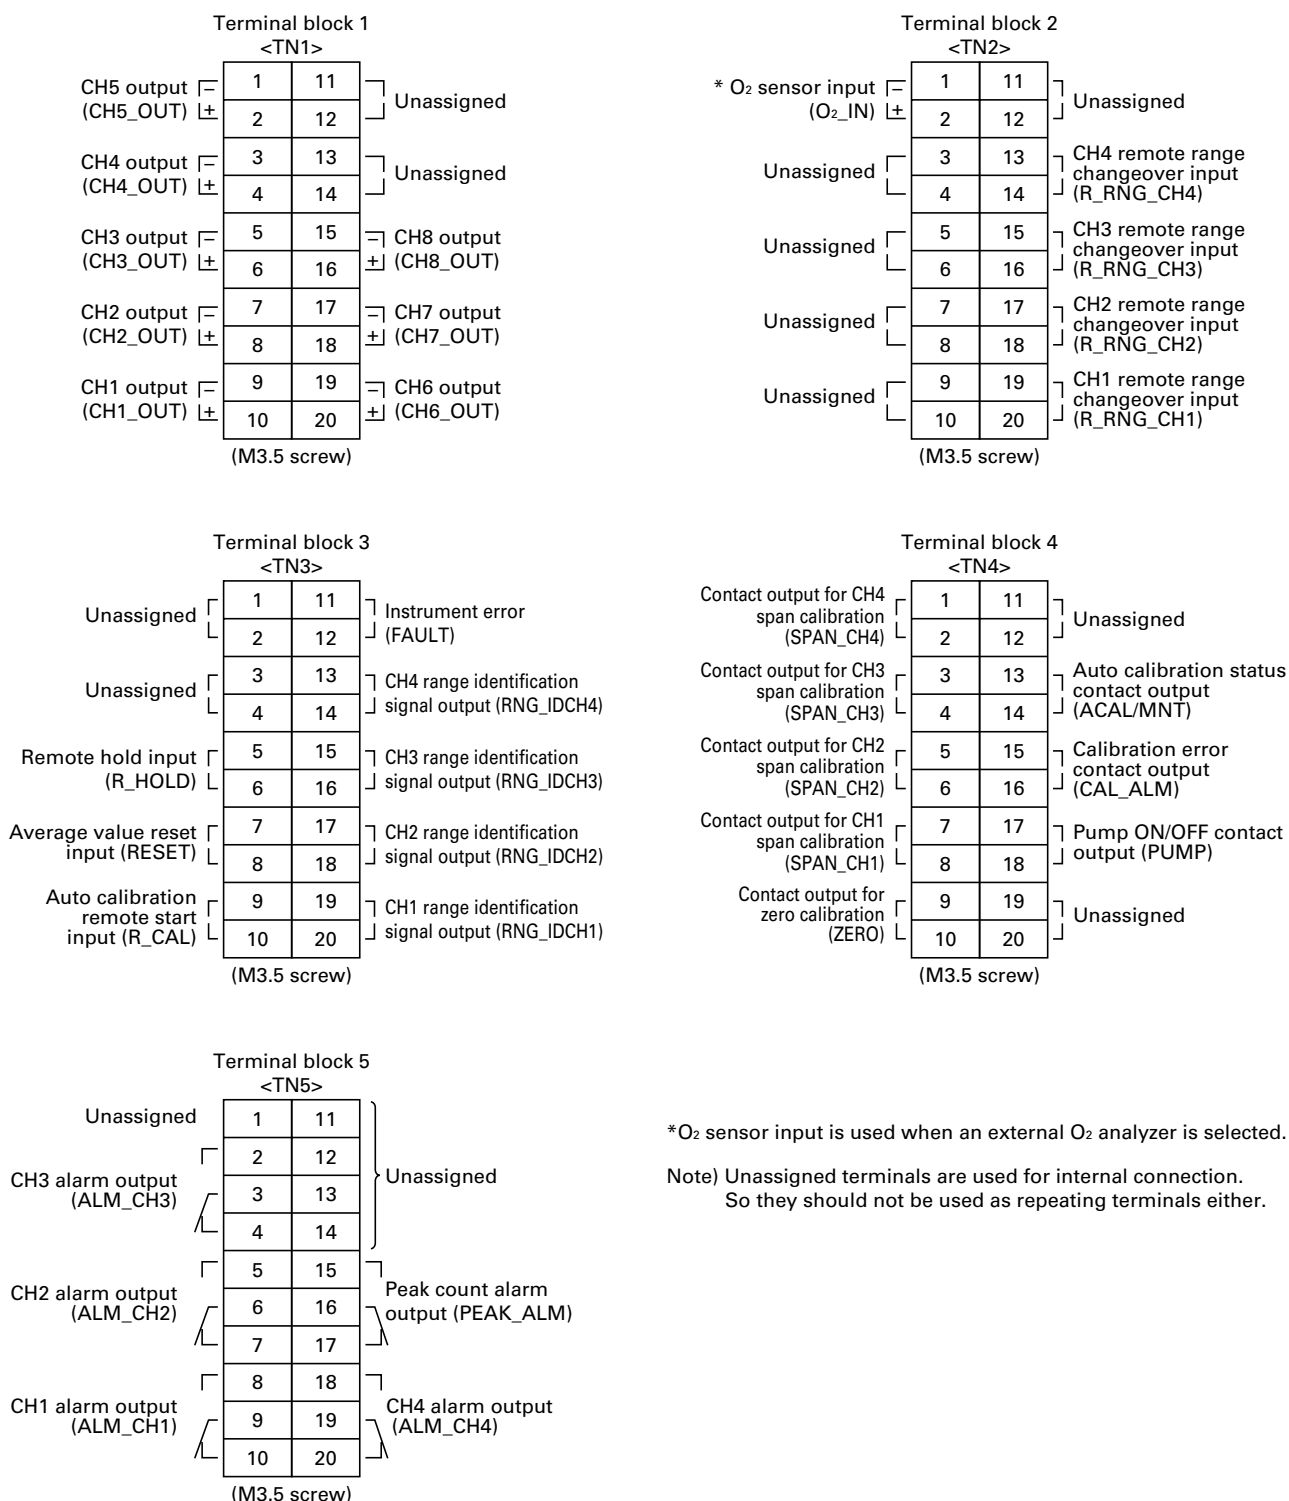 Terminal block 1
<TN1>
CH5 output
(CH5_OUT)
–
+
CH4 output
(CH4_OUT)
–
+
CH3 output
(CH3_OUT)
–
+
CH2 output
(CH2_OUT)
–
+
CH1 output
(CH1_OUT)
–
+
1 11
2 12
3 13
4 14
5 15
6 16
7 17
8 18
9 19
10 20
Unassigned
Unassigned
–
+
CH8 output
(CH8_OUT)
–
+
CH7 output
(CH7_OUT)
–
+
CH6 output
(CH6_OUT)
(M3.5 screw)
Terminal block 2
<TN2>
* O2 sensor input
(O2_IN)
–
+
Unassigned
Unassigned
Unassigned
Unassigned
1 11
2 12
3 13
4 14
5 15
6 16
7 17
8 18
9 19
10 20
Unassigned
CH4 remote range
changeover input
(R_RNG_CH4)
CH3 remote range
changeover input
(R_RNG_CH3)
CH2 remote range
changeover input
(R_RNG_CH2)
CH1 remote range
changeover input
(R_RNG_CH1)
(M3.5 screw)
Terminal block 3
<TN3>
Unassigned
Unassigned
Remote hold input
(R_HOLD)
Average value reset
input (RESET)
Auto calibration
remote start
input (R_CAL)
1 11
2 12
3 13
4 14
5 15
6 16
7 17
8 18
9 19
10 20
Instrument error
(FAULT)
CH4 range identification
signal output (RNG_IDCH4)
CH3 range identification
signal output (RNG_IDCH3)
CH2 range identification
signal output (RNG_IDCH2)
CH1 range identification
signal output (RNG_IDCH1)
(M3.5 screw)
Terminal block 4
<TN4>
Contact output for CH4
span calibration
(SPAN_CH4)
Contact output for CH3
span calibration
(SPAN_CH3)
Contact output for CH2
span calibration
(SPAN_CH2)
Contact output for CH1
span calibration
(SPAN_CH1)
Contact output for
zero calibration
(ZERO)
1 11
2 12
3 13
4 14
5 15
6 16
7 17
8 18
9 19
10 20
Unassigned
Auto calibration status
contact output
(ACAL/MNT)
Calibration error
contact output
(CAL_ALM)
Pump ON/OFF contact
output (PUMP)
Unassigned
(M3.5 screw)
Terminal block 5
<TN5>
Unassigned
CH3 alarm output
(ALM_CH3)
CH2 alarm output
(ALM_CH2)
CH1 alarm output
(ALM_CH1)
1 11
2 12
3 13
4 14
5 15
6 16
7 17
8 18
9 19
10 20
Unassigned
Peak count alarm
output (PEAK_ALM)
CH4 alarm output
(ALM_CH4)
(M3.5 screw)
*O2 sensor input is used when an external O2 analyzer is selected.
Note) Unassigned terminals are used for internal connection.
So they should not be used as repeating terminals either.